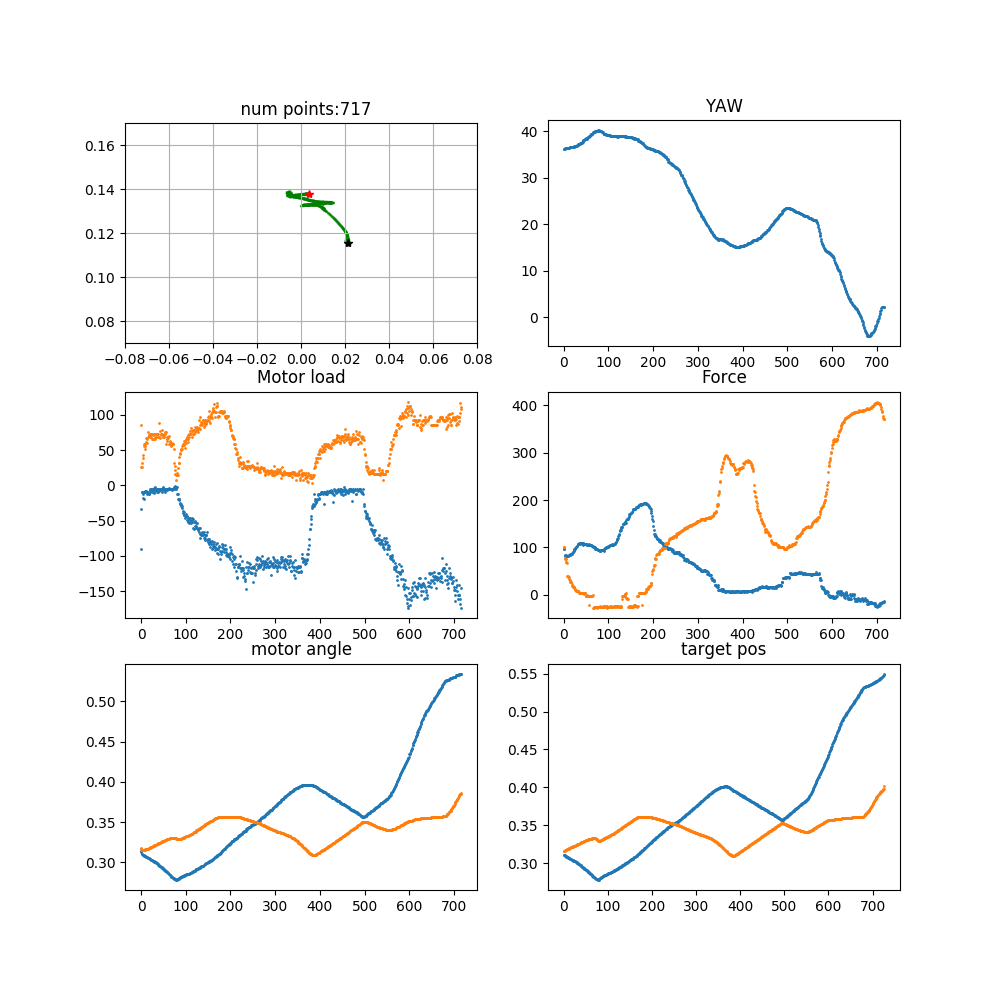 num points:717
0.16
0.14
0.12
0.10
0.08
−0.08 −0.06 −0.04 −0.02 0.00 0.02 0.04 0.06 0.08
YAW
40
30
20
10
0
0 100 200 300 400 500 600 700
Motor load
100
50
0
−50
−100
−150
0 100 200 300 400 500 600 700
Force
400
300
200
100
0
0 100 200 300 400 500 600 700
motor angle
0.50
0.45
0.40
0.35
0.30
0 100 200 300 400 500 600 700
target pos
0.55
0.50
0.45
0.40
0.35
0.30
0 100 200 300 400 500 600 700